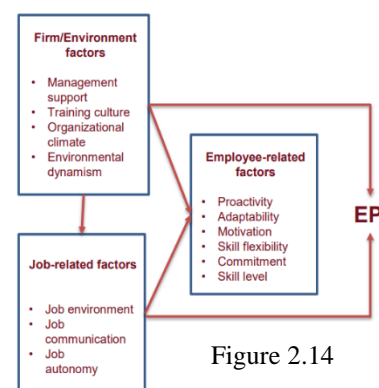 Firm/Environment
factors
• Management
support
• Training culture
• Organizational
climate
• Environmental
dynamism
Employee-related
factors
• Proactivity
• Adaptability
• Motivation
• Skill flexibility
• Commitment
• Skill level
EP
Job-related factors
• Job environment
• Job
communication
• Job
autonomy
Figure 2.14